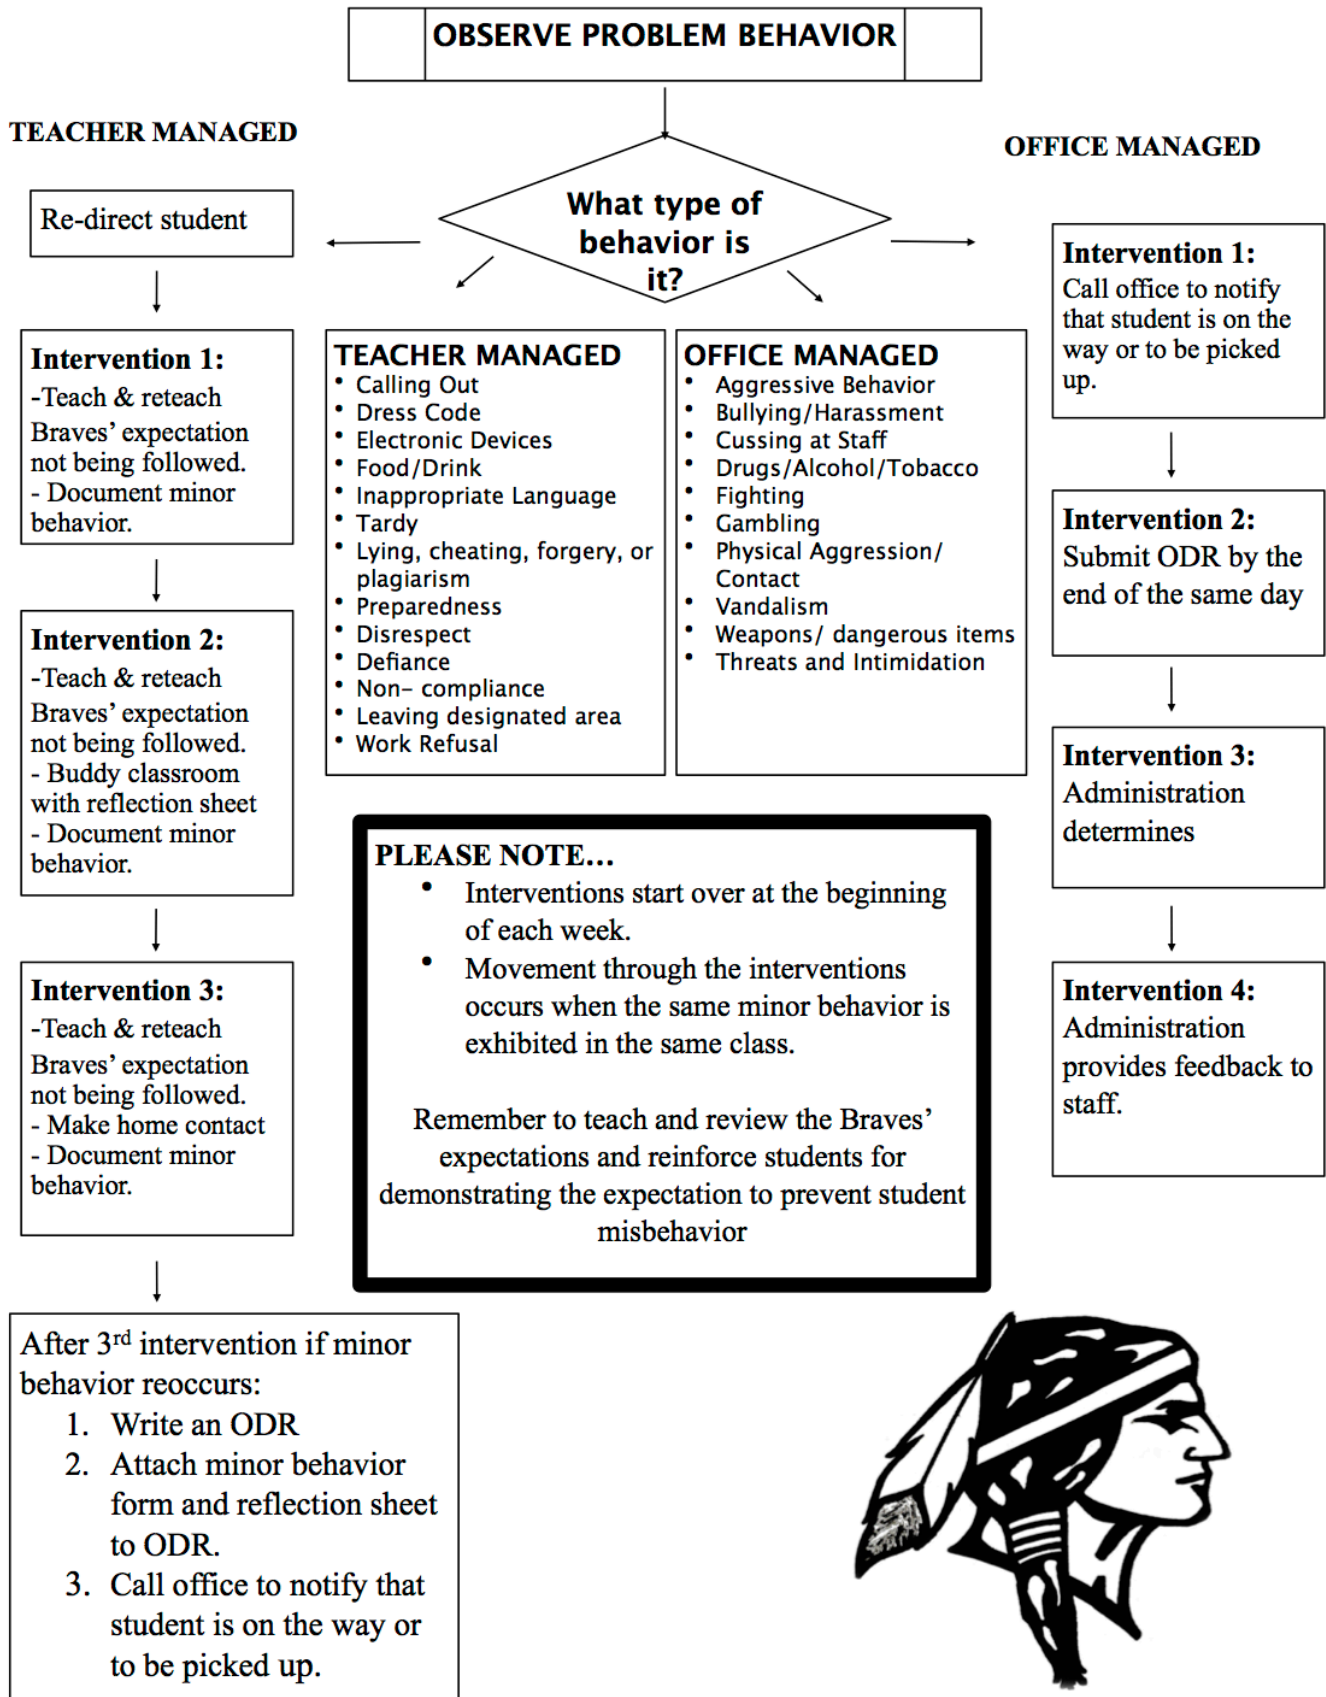 OBSERVE PROBLEM BEHAVIOR
TEACHER MANAGED
OFFICE MANAGED
What type of
behavior is
it?
Re-direct student
Intervention 1:
-Teach & reteach
Braves’ expectation
not being followed.
- Document minor
behavior.
Intervention 2:
-Teach & reteach
Braves’ expectation
not being followed.
- Buddy classroom
with reflection sheet
- Document minor
behavior.
Intervention 3:
-Teach & reteach
Braves’ expectation
not being followed.
- Make home contact
- Document minor
behavior.
After 3rd intervention if minor
behavior reoccurs:
1. Write an ODR
2. Attach minor behavior
form and reflection sheet
to ODR.
3. Call office to notify that
student is on the way or
to be picked up.
TEACHER MANAGED
• Calling Out
• Dress Code
• Electronic Devices
• Food/Drink
• Inappropriate Language
• Tardy
• Lying, cheating, forgery, or
plagiarism
• Preparedness
• Disrespect
• Defiance
• Non- compliance
• Leaving designated area
• Work Refusal
OFFICE MANAGED
• Aggressive Behavior
• Bullying/Harassment
• Cussing at Staff
• Drugs/Alcohol/Tobacco
• Fighting
• Gambling
• Physical Aggression/
Contact
• Vandalism
• Weapons/ dangerous items
• Threats and Intimidation
PLEASE NOTE…
• Interventions start over at the beginning
of each week.
• Movement through the interventions
occurs when the same minor behavior is
exhibited in the same class.
Remember to teach and review the Braves’
expectations and reinforce students for
demonstrating the expectation to prevent student
misbehavior
Intervention 1:
Call office to notify
that student is on the
way or to be picked
up.
Intervention 2:
Submit ODR by the
end of the same day
Intervention 3:
Administration
determines
Intervention 4:
Administration
provides feedback to
staff.